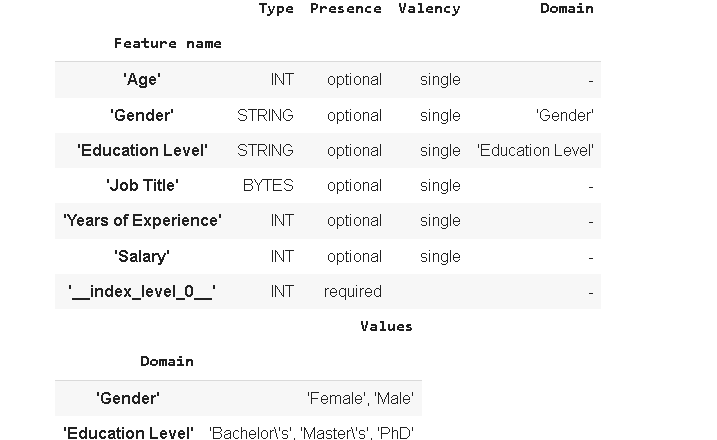 Type Presence Valency Domain
Feature name
'Age' INT optional single -
'Gender' STRING optional single 'Gender'
'Education Level' STRING optional single 'Education Level'
'Job Title' BYTES optional single -
'Years of Experience' INT optional single -
'Salary' INT optional single -
'__index_level_0__' INT required -
Values
Domain
'Gender' 'Female', 'Male'
'Education Level' 'Bachelor\'s', 'Master\'s', 'PhD'